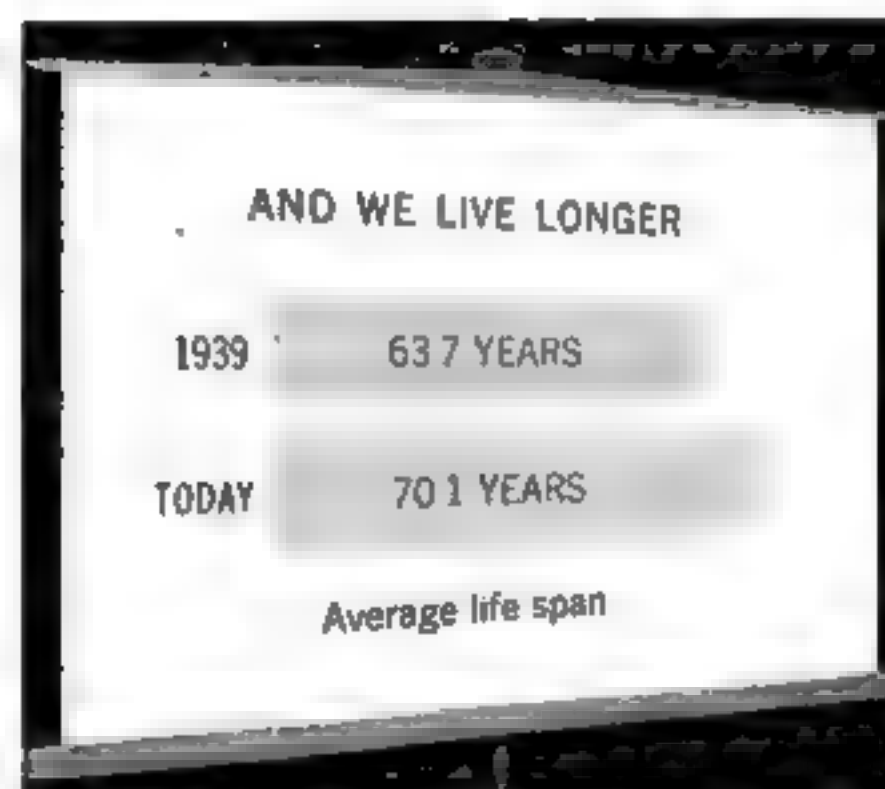 AND WE LIVE LONGER
1939 63 7 YEARS
TODAY 70 1 YEARS
Average life span